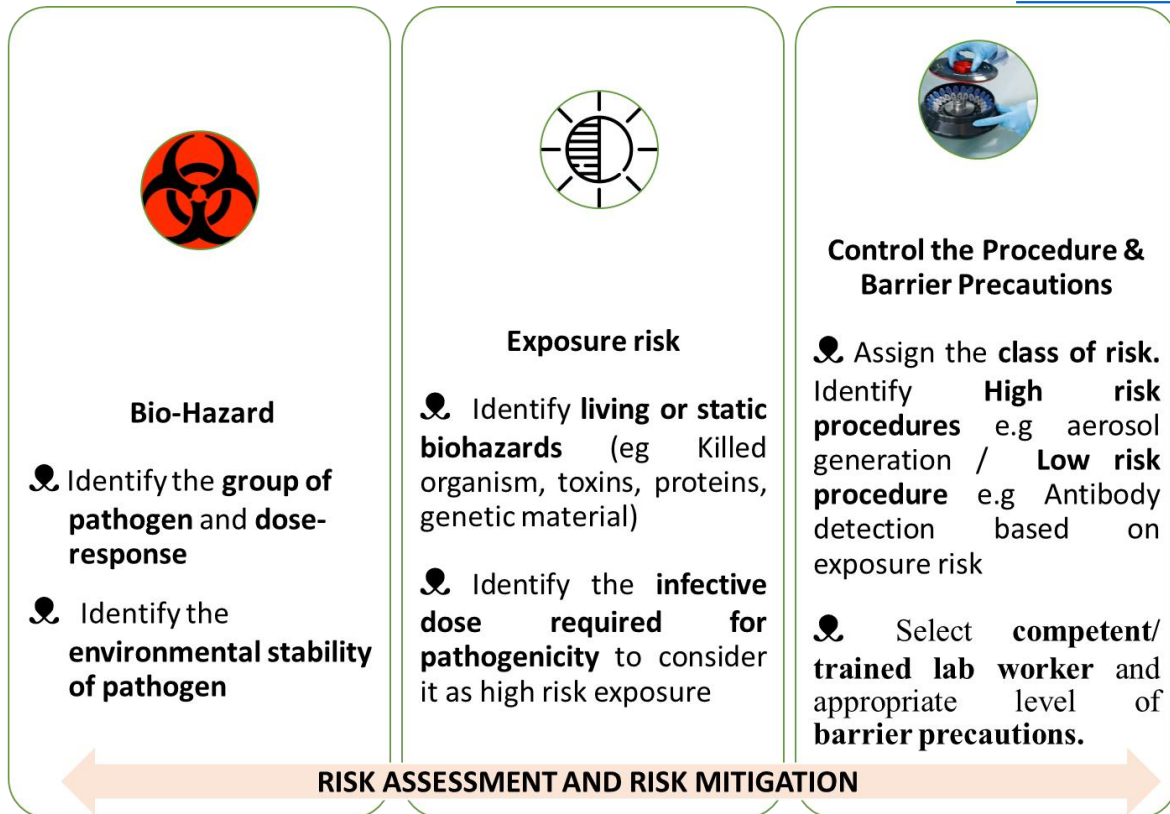 Bio-Hazard
Identify the group of
pathogen and dose-
response
Identify the
environmental stability
of pathogen
Exposure risk
Identify living or static
biohazards (eg Killed
organism, toxins, proteins,
genetic material)
Identify the infective
dose required for
pathogenicity to consider
it as high risk exposure
Control the Procedure &
Barrier Precautions
Assign the class of risk.
Identify High risk
procedures e.g aerosol
generation / Low risk
procedure e.g Antibody
detection based on
exposure risk
Select competent/
trained lab worker and
appropriate level of
barrier precautions.
RISK ASSESSMENT AND RISK MITIGATION